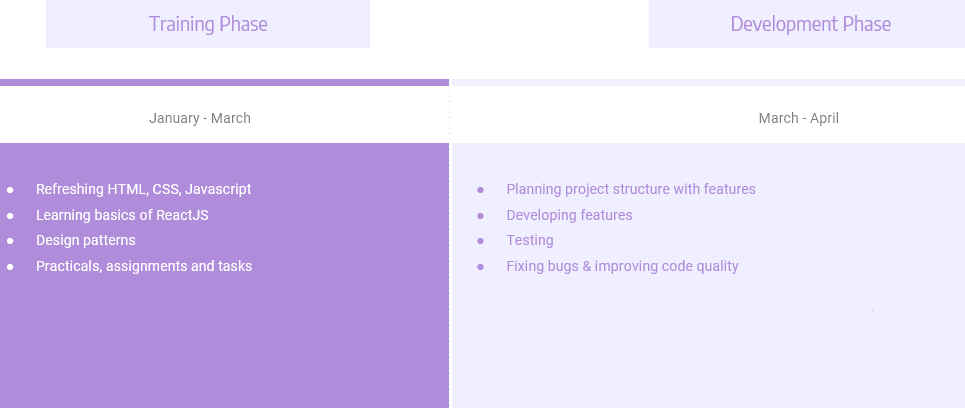 Training Phase
Development Phase
January - March
March - April
● Refreshing HTML, CSS, Javascript
● Learning basics of ReactJS
● Design patterns
● Practicals, assignments and tasks
● Planning project structure with features
● Developing features
● Testing
● Fixing bugs & improving code quality